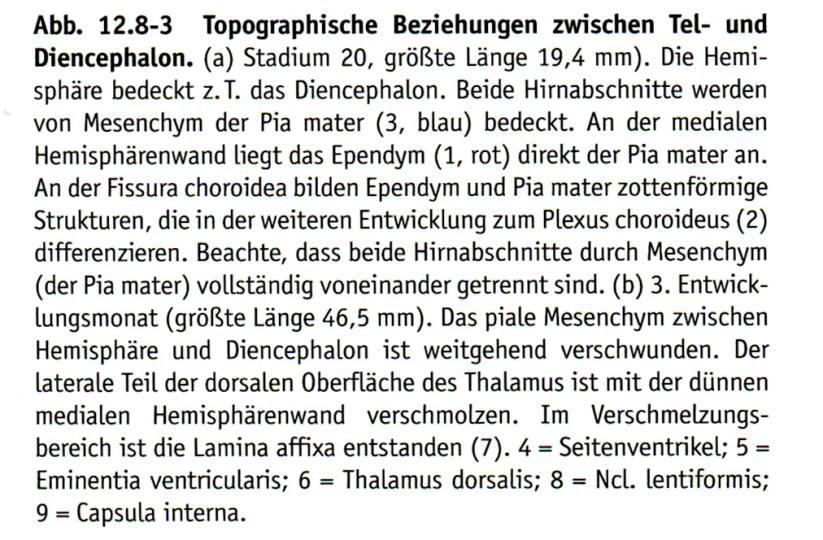 Abb. 12.8-3 Topographische Beziehungen zwischen Tel- und
Diencephalon. (a) Stadium 20, größte Länge 19,4 mm). Die Hemi-
sphäre bedeckt z. T. das Diencephalon. Beide Hirnabschnitte werden
von Mesenchym der Pia mater (3, blau) bedeckt. An der medialen
Hemisphärenwand liegt das Ependym (1, rot) direkt der Pia mater an.
An der Fissura choroidea bilden Ependym und Pia mater zottenförmige
Strukturen, die in der weiteren Entwicklung zum Plexus choroideus (2)
differenzieren. Beachte, dass beide Hirnabschnitte durch Mesenchym
(der Pia mater) vollständig voneinander getrennt sind. (b) 3. Entwick-
lungsmonat (größte Länge 46,5 mm). Das piale Mesenchym zwischen
Hemisphäre und Diencephalon ist weitgehend verschwunden. Der
laterale Teil der dorsalen Oberfläche des Thalamus ist mit der dünnen
medialen Hemisphärenwand verschmolzen. Im Verschmelzungs-
bereich ist die Lamina affixa entstanden (7). 4 = Seitenventrikel; 5 =
Eminentia ventricularis; 6 = Thalamus dorsalis; 8 = Ncl. lentiformis;
9 = Capsula interna.